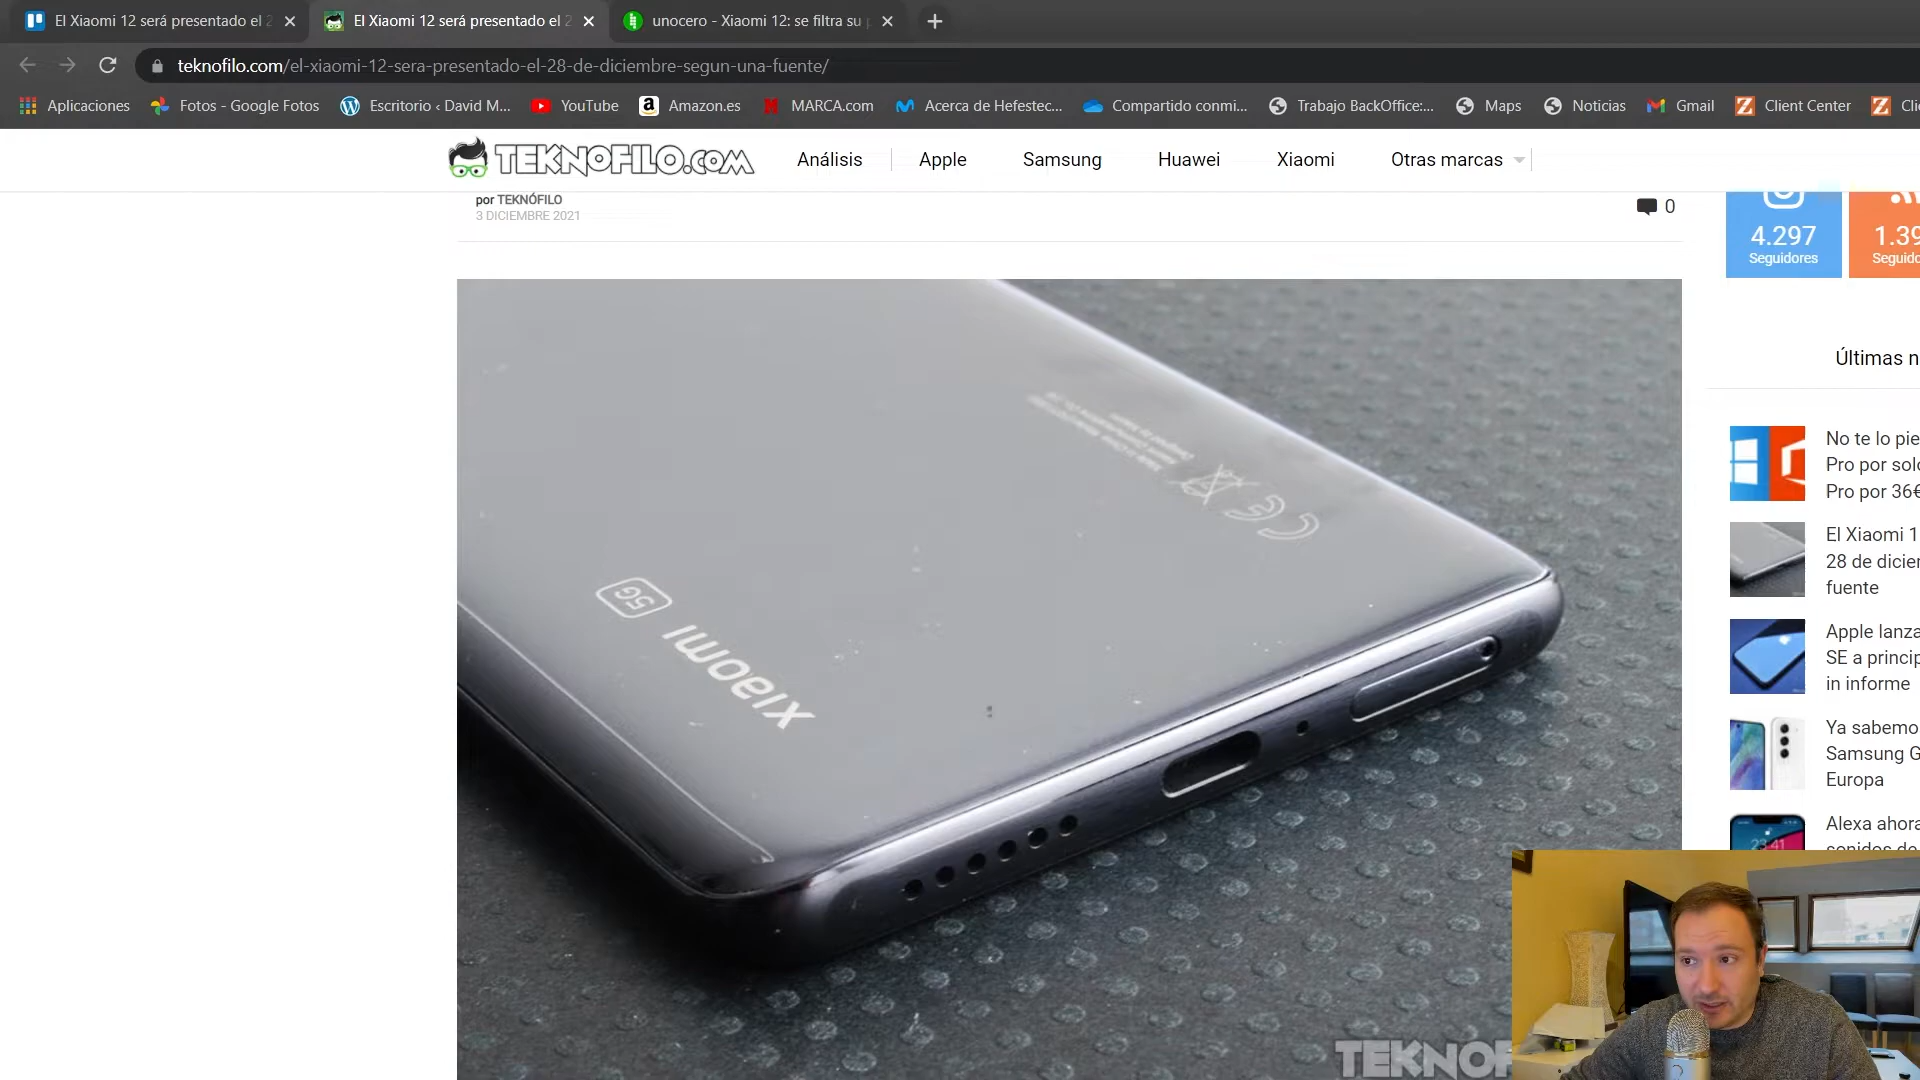 El Xiaomi 12 será presentado el 2
El Xiaomi 12 será presentado el 2
unocero - Xiaomi 12: se filtra su p
teknofilo.com/el-xiaomi-12-sera-presentado-el-28-de-diciembre-segun-una-fuente/
Aplicaciones
Fotos - Google Fotos
Escritorio ‹ David M...
YouTube
Amazon.es
MARCA.com
Acerca de Hefestec...
Compartido conmi...
Trabajo BackOffice:...
Maps
Noticias
Gmail
Client Center
Clie
TEKNOFILO.COM
Análisis
Apple
Samsung
Huawei
Xiaomi
Otras marcas
por TEKNÓFILO
3 DICIEMBRE 2021
0
4.297
Seguidores
1.39
Seguido
Últimas n
No te lo pie
Pro por solo
Pro por 36€
El Xiaomi 1
28 de dicier
fuente
Apple lanza
SE a princip
in informe
Ya sabemo
Samsung G
Europa
Alexa ahora
sonidos de
5G
xiaomi
TEKNOF